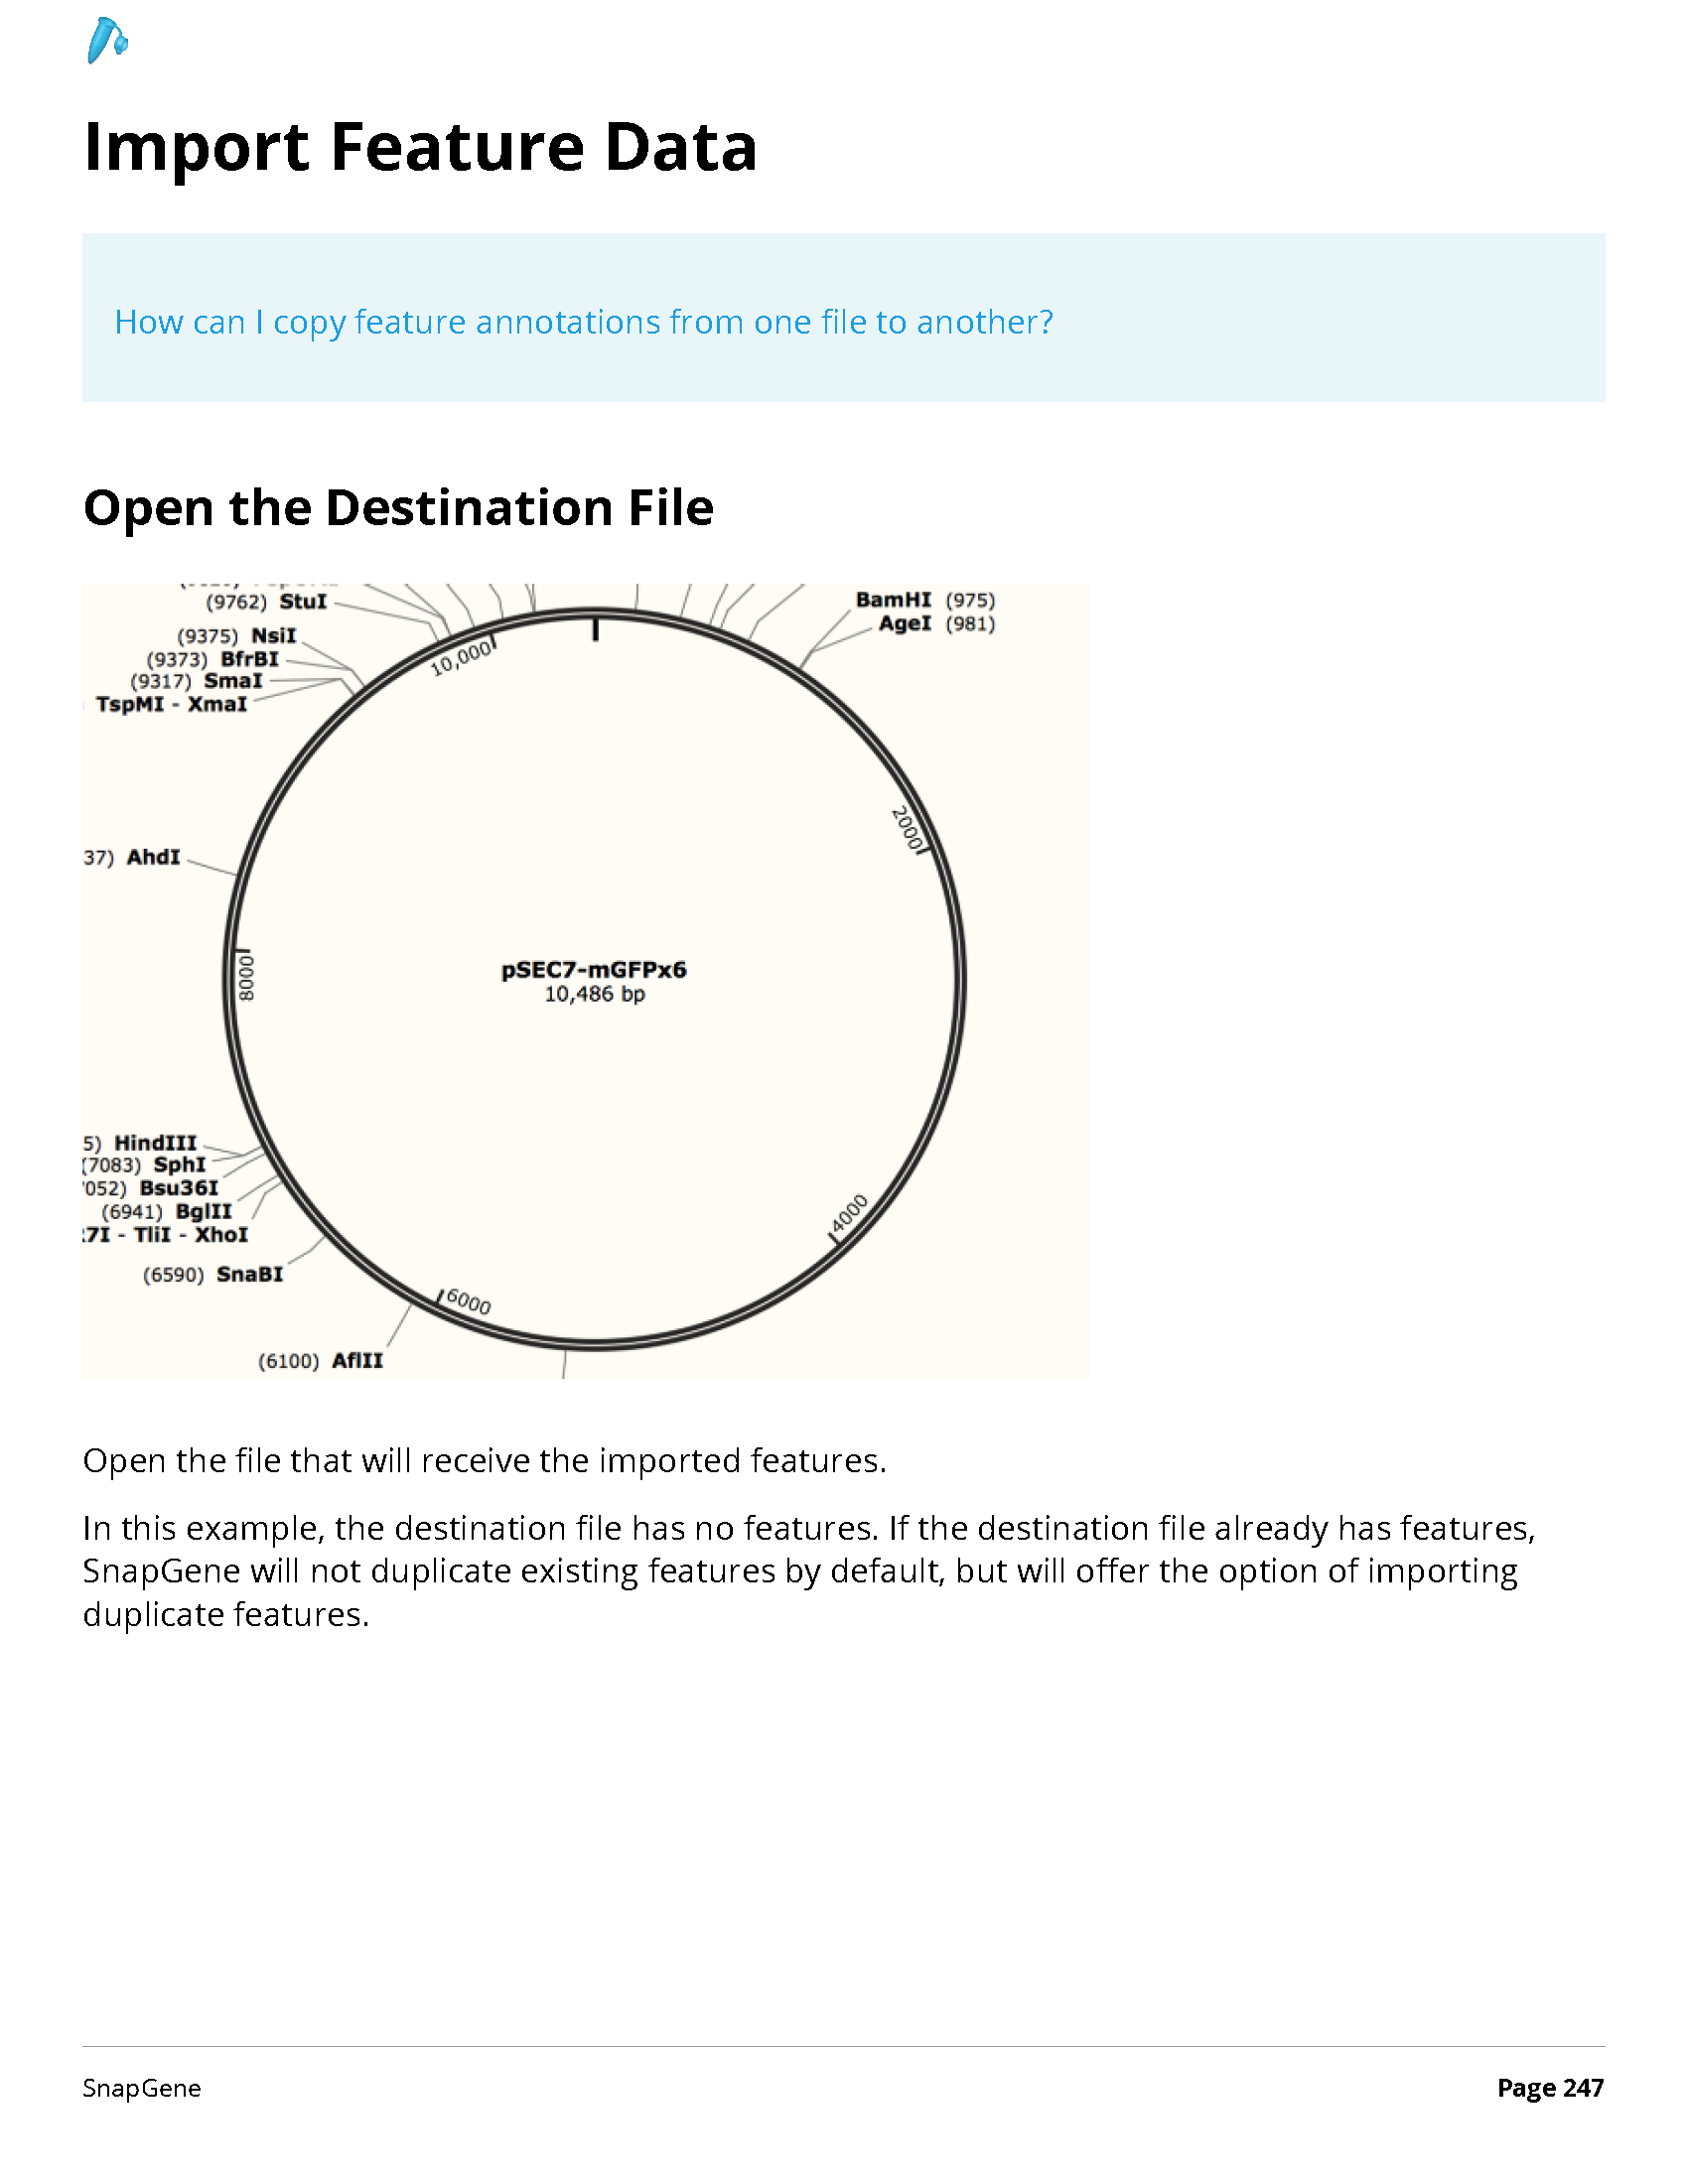 Import Feature Data
How can I copy feature annotations from one file to another?
Open the Destination File
(9762) StuI
(9375) NsiI
(9373) BfrBI
(9317) SmaI
TspMI - XmaI
37) AhdI
5) HindIII
(7083) SphI
052) Bsu36I
(6941) BglII
7I - TliI - XhoI
(6590) SnaBI
(6100) AflII
BamHI (975)
AgeI (981)
10,000
2000
4000
6000
8000
pSEC7-mGFPx6
10,486 bp
Open the file that will receive the imported features.
In this example, the destination file has no features. If the destination file already has features,
SnapGene will not duplicate existing features by default, but will offer the option of importing
duplicate features.
SnapGene
Page 247